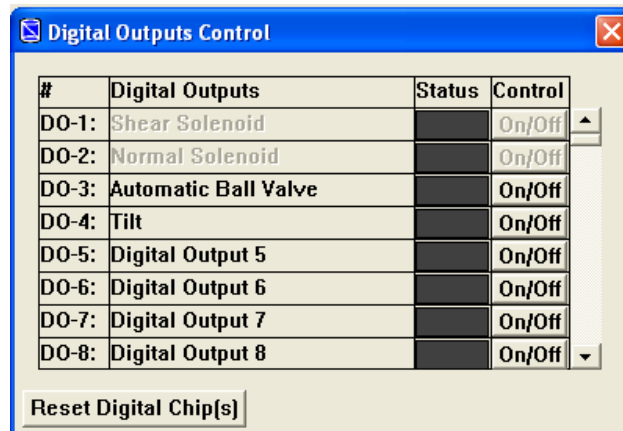 Digital Outputs Control
# Digital Outputs Status Control
DO-1: Shear Solenoid On/Off
DO-2: Normal Solenoid On/Off
DO-3: Automatic Ball Valve On/Off
DO-4: Tilt On/Off
DO-5: Digital Output 5 On/Off
DO-6: Digital Output 6 On/Off
DO-7: Digital Output 7 On/Off
DO-8: Digital Output 8 On/Off
Reset Digital Chip(s)